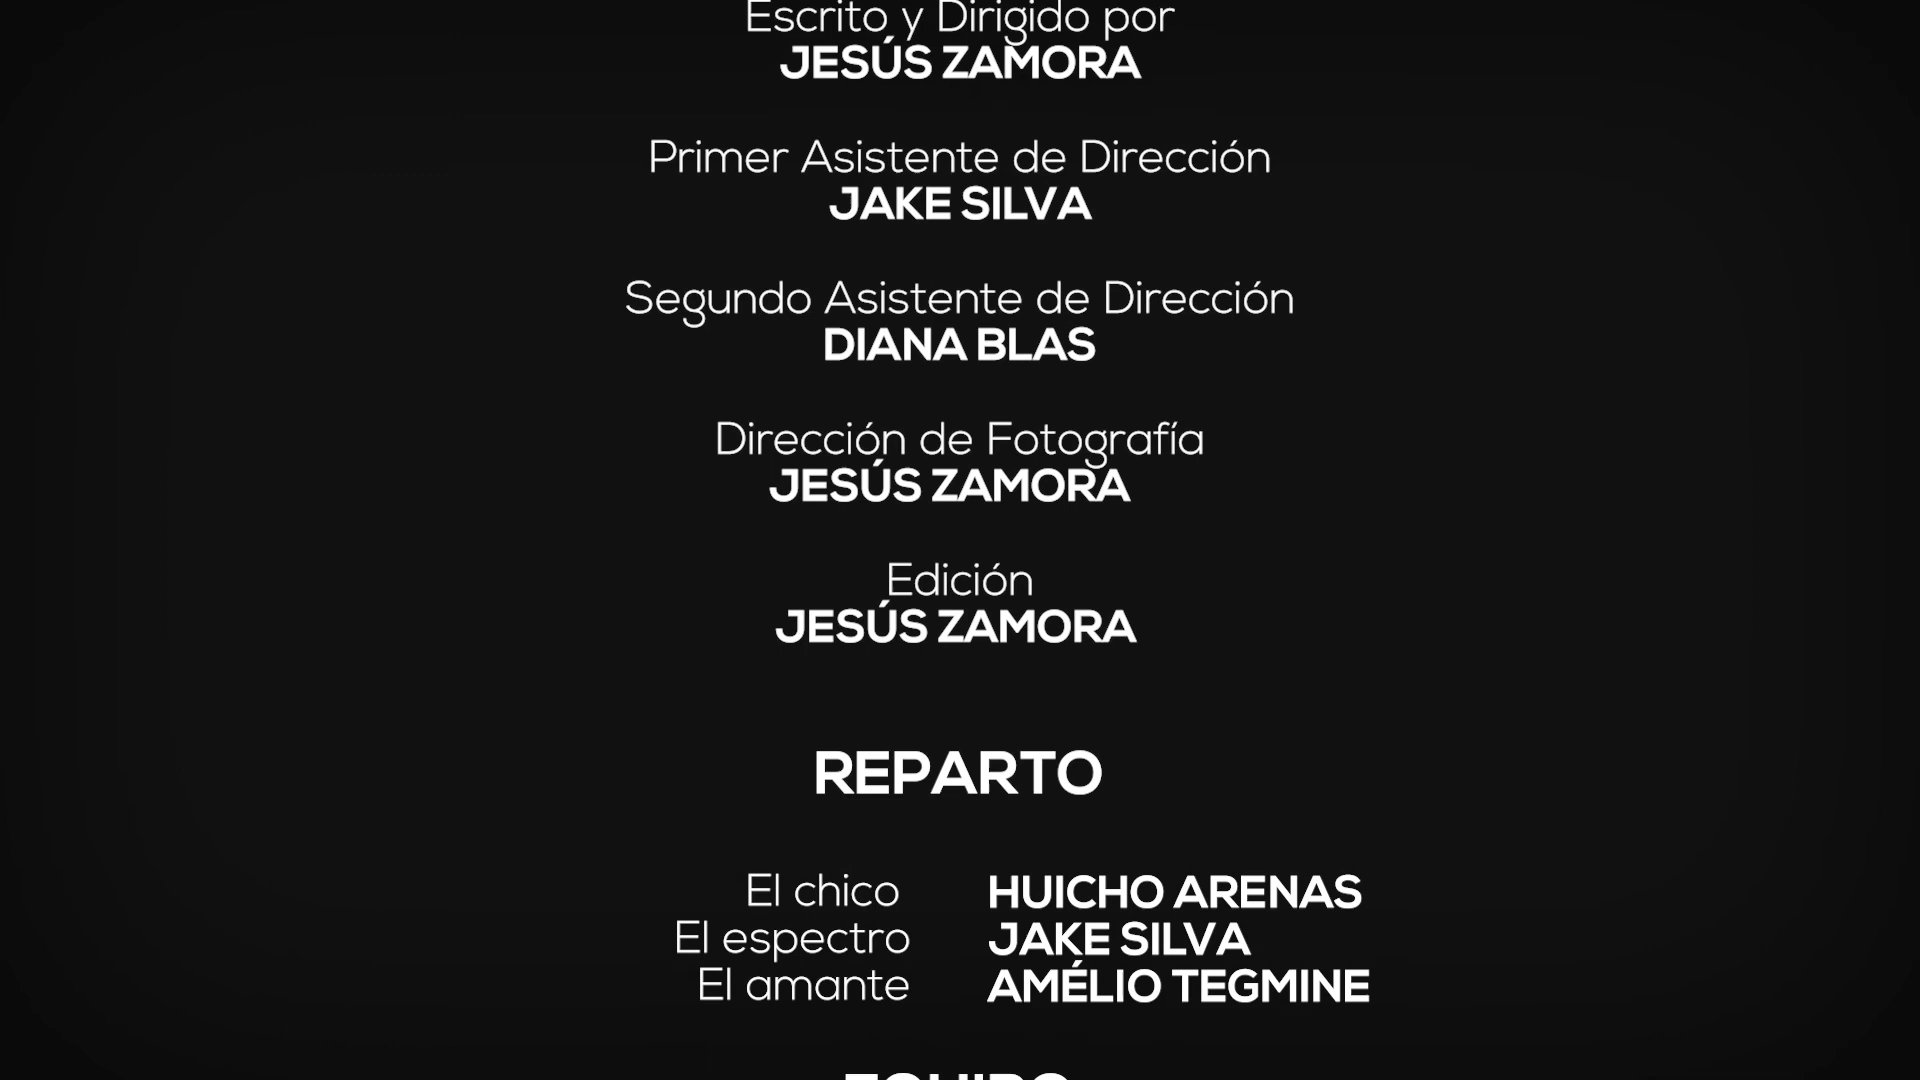 Escrito y Dirigido por
JESÚS ZAMORA
Primer Asistente de Dirección
JAKE SILVA
Segundo Asistente de Dirección
DIANA BLAS
Dirección de Fotografía
JESÚS ZAMORA
Edición
JESÚS ZAMORA
REPARTO
El chico HUICHO ARENAS
El espectro JAKE SILVA
El amante AMÉLIO TEGMINE